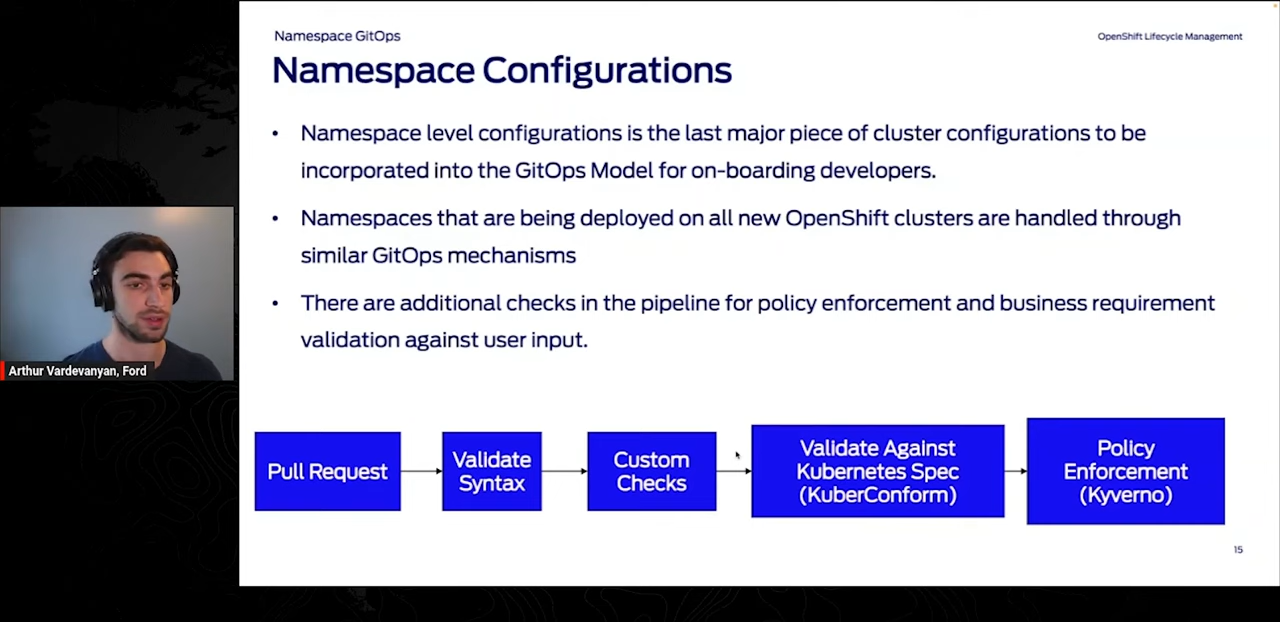 Namespace GitOps
OpenShift Lifecycle Management
Namespace Configurations
• Namespace level configurations is the last major piece of cluster configurations to be
incorporated into the GitOps Model for on-boarding developers.
• Namespaces that are being deployed on all new OpenShift clusters are handled through
similar GitOps mechanisms
• There are additional checks in the pipeline for policy enforcement and business requirement
validation against user input.
Arthur Vardevanyan, Ford
Pull Request
Validate
Syntax
Custom
Checks
Validate Against
Kubernetes Spec
(KuberConform)
Policy
Enforcement
(Kyverno)
15